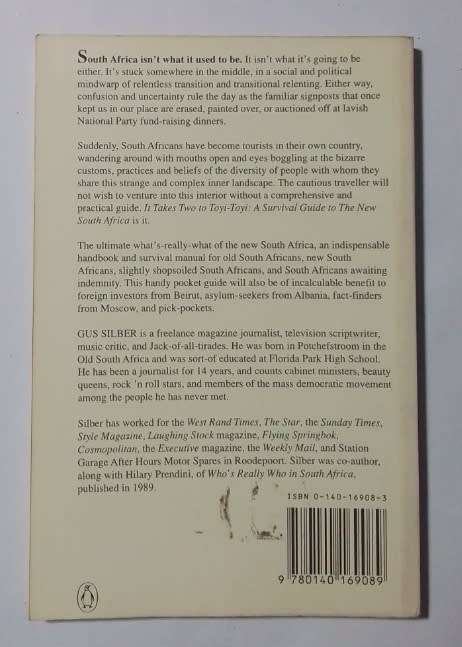 South Africa isn't what it used to be. It isn't what it's going to be
either. It's stuck somewhere in the middle, in a social and political
mindwarp of relentless transition and transitional relenting. Either way,
confusion and uncertainty rule the day as the familiar signposts that once
kept us in our place are erased, painted over, or auctioned off at lavish
National Party fund-raising dinners.
Suddenly, South Africans have become tourists in their own country,
wandering around with mouths open and eyes boggling at the bizarre
customs, practices and beliefs of the diversity of people with whom they
share this strange and complex inner landscape. The cautious traveller will
not wish to venture into this interior without a comprehensive and
practical guide. It Takes Two to Toyi-Toyi: A Survival Guide to The New
South Africa is it.
The ultimate what's-really-what of the new South Africa, an indispensable
handbook and survival manual for old South Africans, new South
Africans, slightly shopsoiled South Africans, and South Africans awaiting
indemnity. This handy pocket guide will also be of incalculable benefit to
foreign investors from Beirut, asylum-seekers from Albania, fact-finders
from Moscow, and pick-pockets.
GUS SILBER is a freelance magazine journalist, television scriptwriter,
music critic, and Jack-of-all-tirades. He was born in Potchefstroom in the
Old South Africa and was sort-of educated at Florida Park High School.
He has been a journalist for 14 years, and counts cabinet ministers, beauty
queens, rock 'n roll stars, and members of the mass democratic movement
among the people he has never met.
Silber has worked for the West Rand Times, The Star, the Sunday Times,
Style Magazine, Laughing Stock magazine, Flying Springbok,
Cosmopolitan, the Executive magazine, the Weekly Mail, and Station
Garage After Hours Motor Spares in Roodepoort. Silber was co-author,
along with Hilary Prendini, of Who's Really Who in South Africa,
published in 1989.
ISBN 0-140-16908-3
9 780140 169089